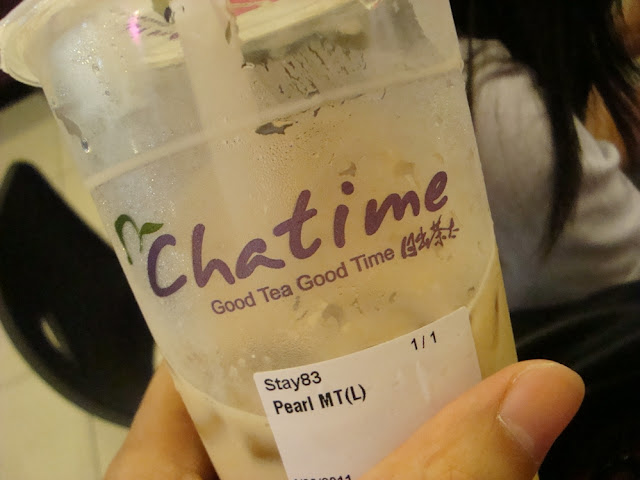 Chatime
Good Tea Good Time 日出茶太
Stay83 1/1
Pearl MT(L)